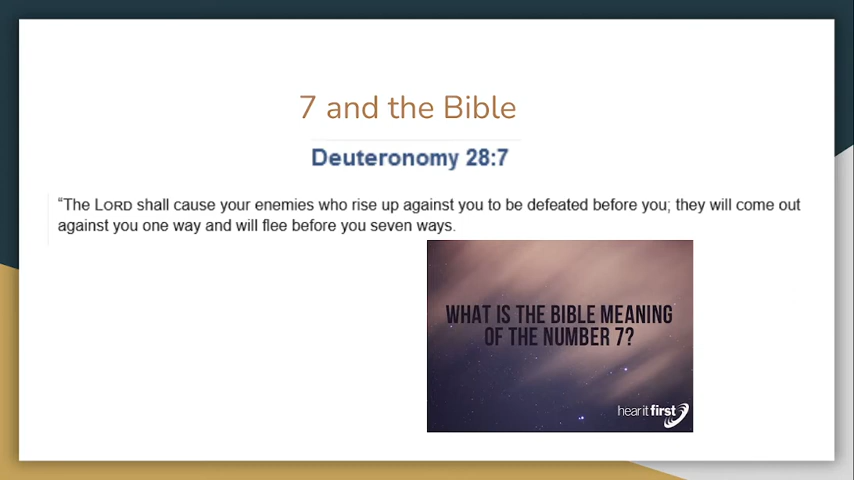 7 and the Bible
Deuteronomy 28:7
“The LORD shall cause your enemies who rise up against you to be defeated before you; they will come out
against you one way and will flee before you seven ways.
WHAT IS THE BIBLE MEANING
OF THE NUMBER 7?
hearitfirst